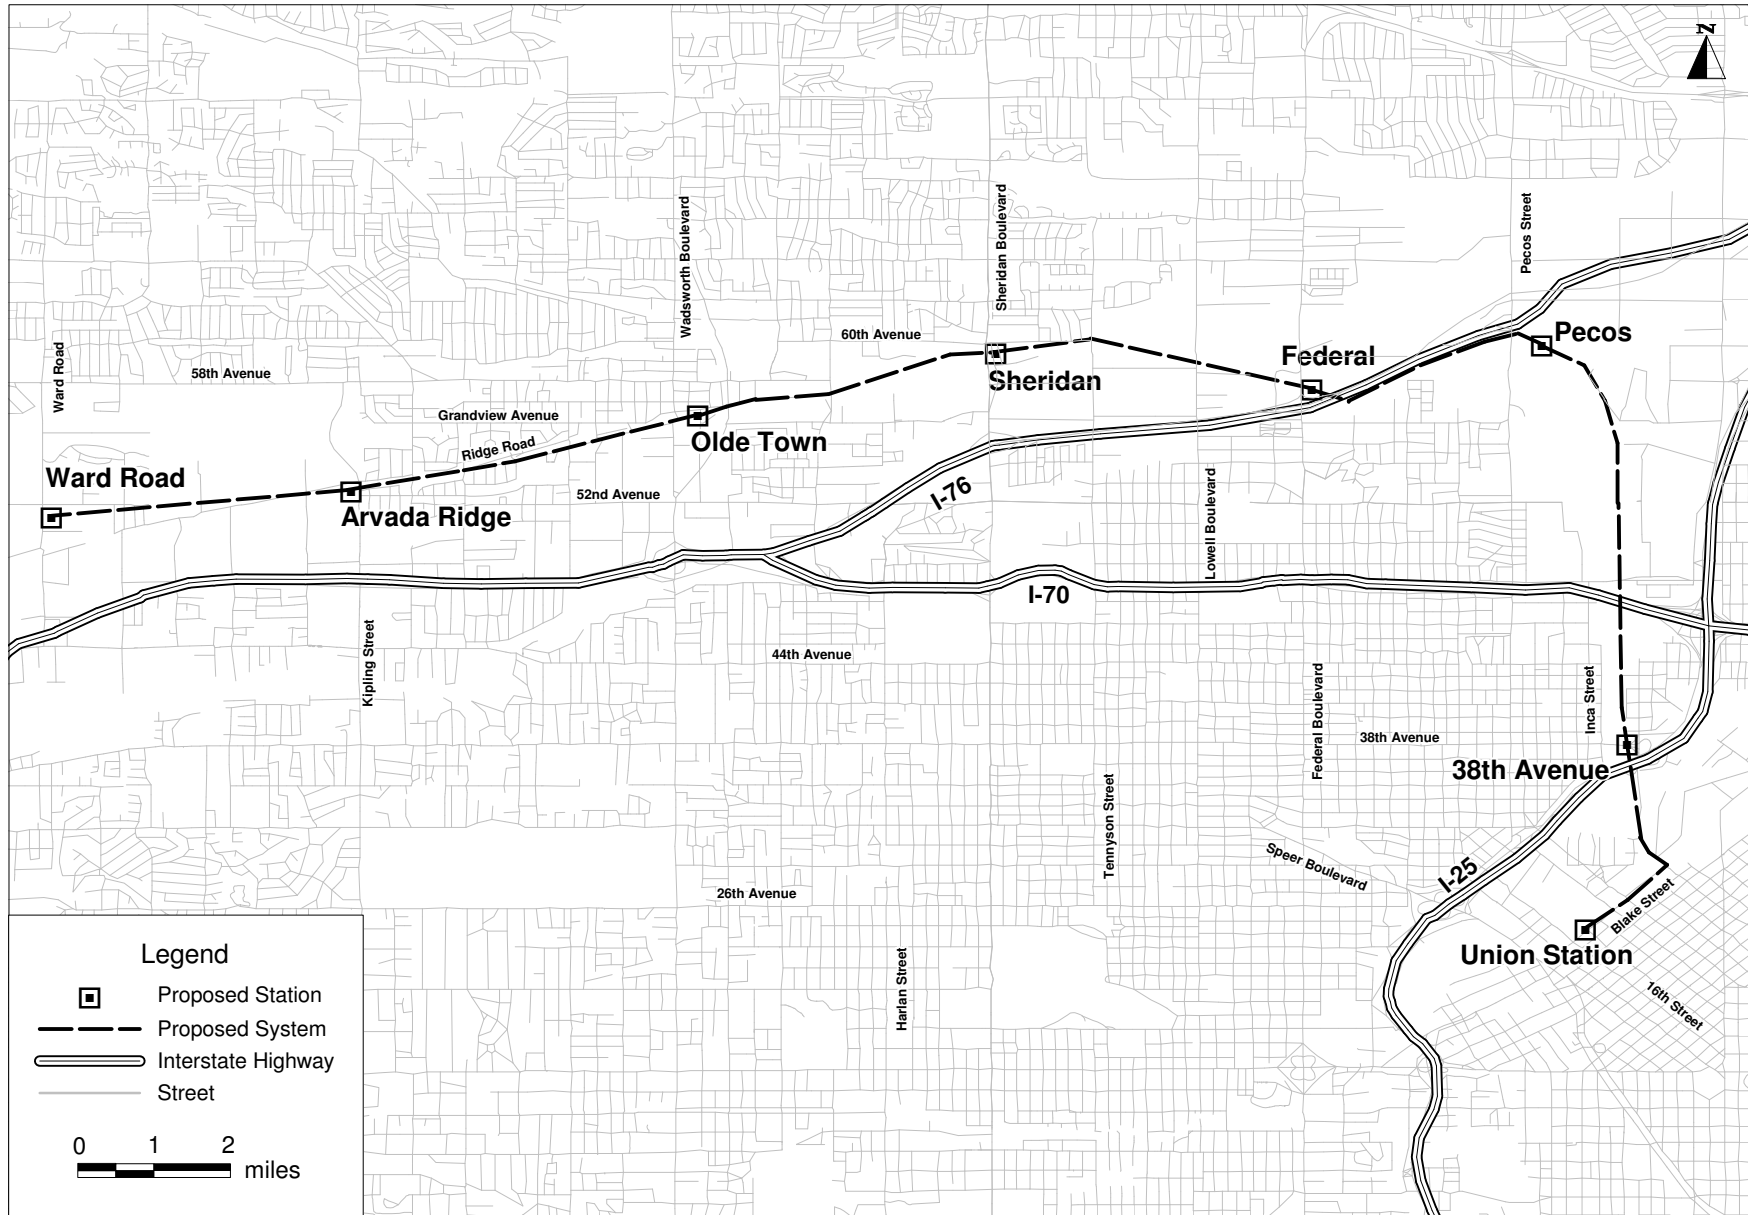 N
Pecos Street
Sheridan Boulevard
Wadsworth Boulevard
60th Avenue
Pecos
Federal
Ward Road
58th Avenue
Sheridan
Grandview Avenue
Olde Town
Ridge Road
Ward Road
52nd Avenue
I-76
Lowell Boulevard
Arvada Ridge
I-70
Kipling Street
44th Avenue
Federal Boulevard
Inca Street
38th Avenue
38th Avenue
Tennyson Street
Speer Boulevard
I-25
26th Avenue
Blake Street
Union Station
Harlan Street
16th Street
Legend
Proposed Station
Proposed System
Interstate Highway
Street
0 1 2
miles